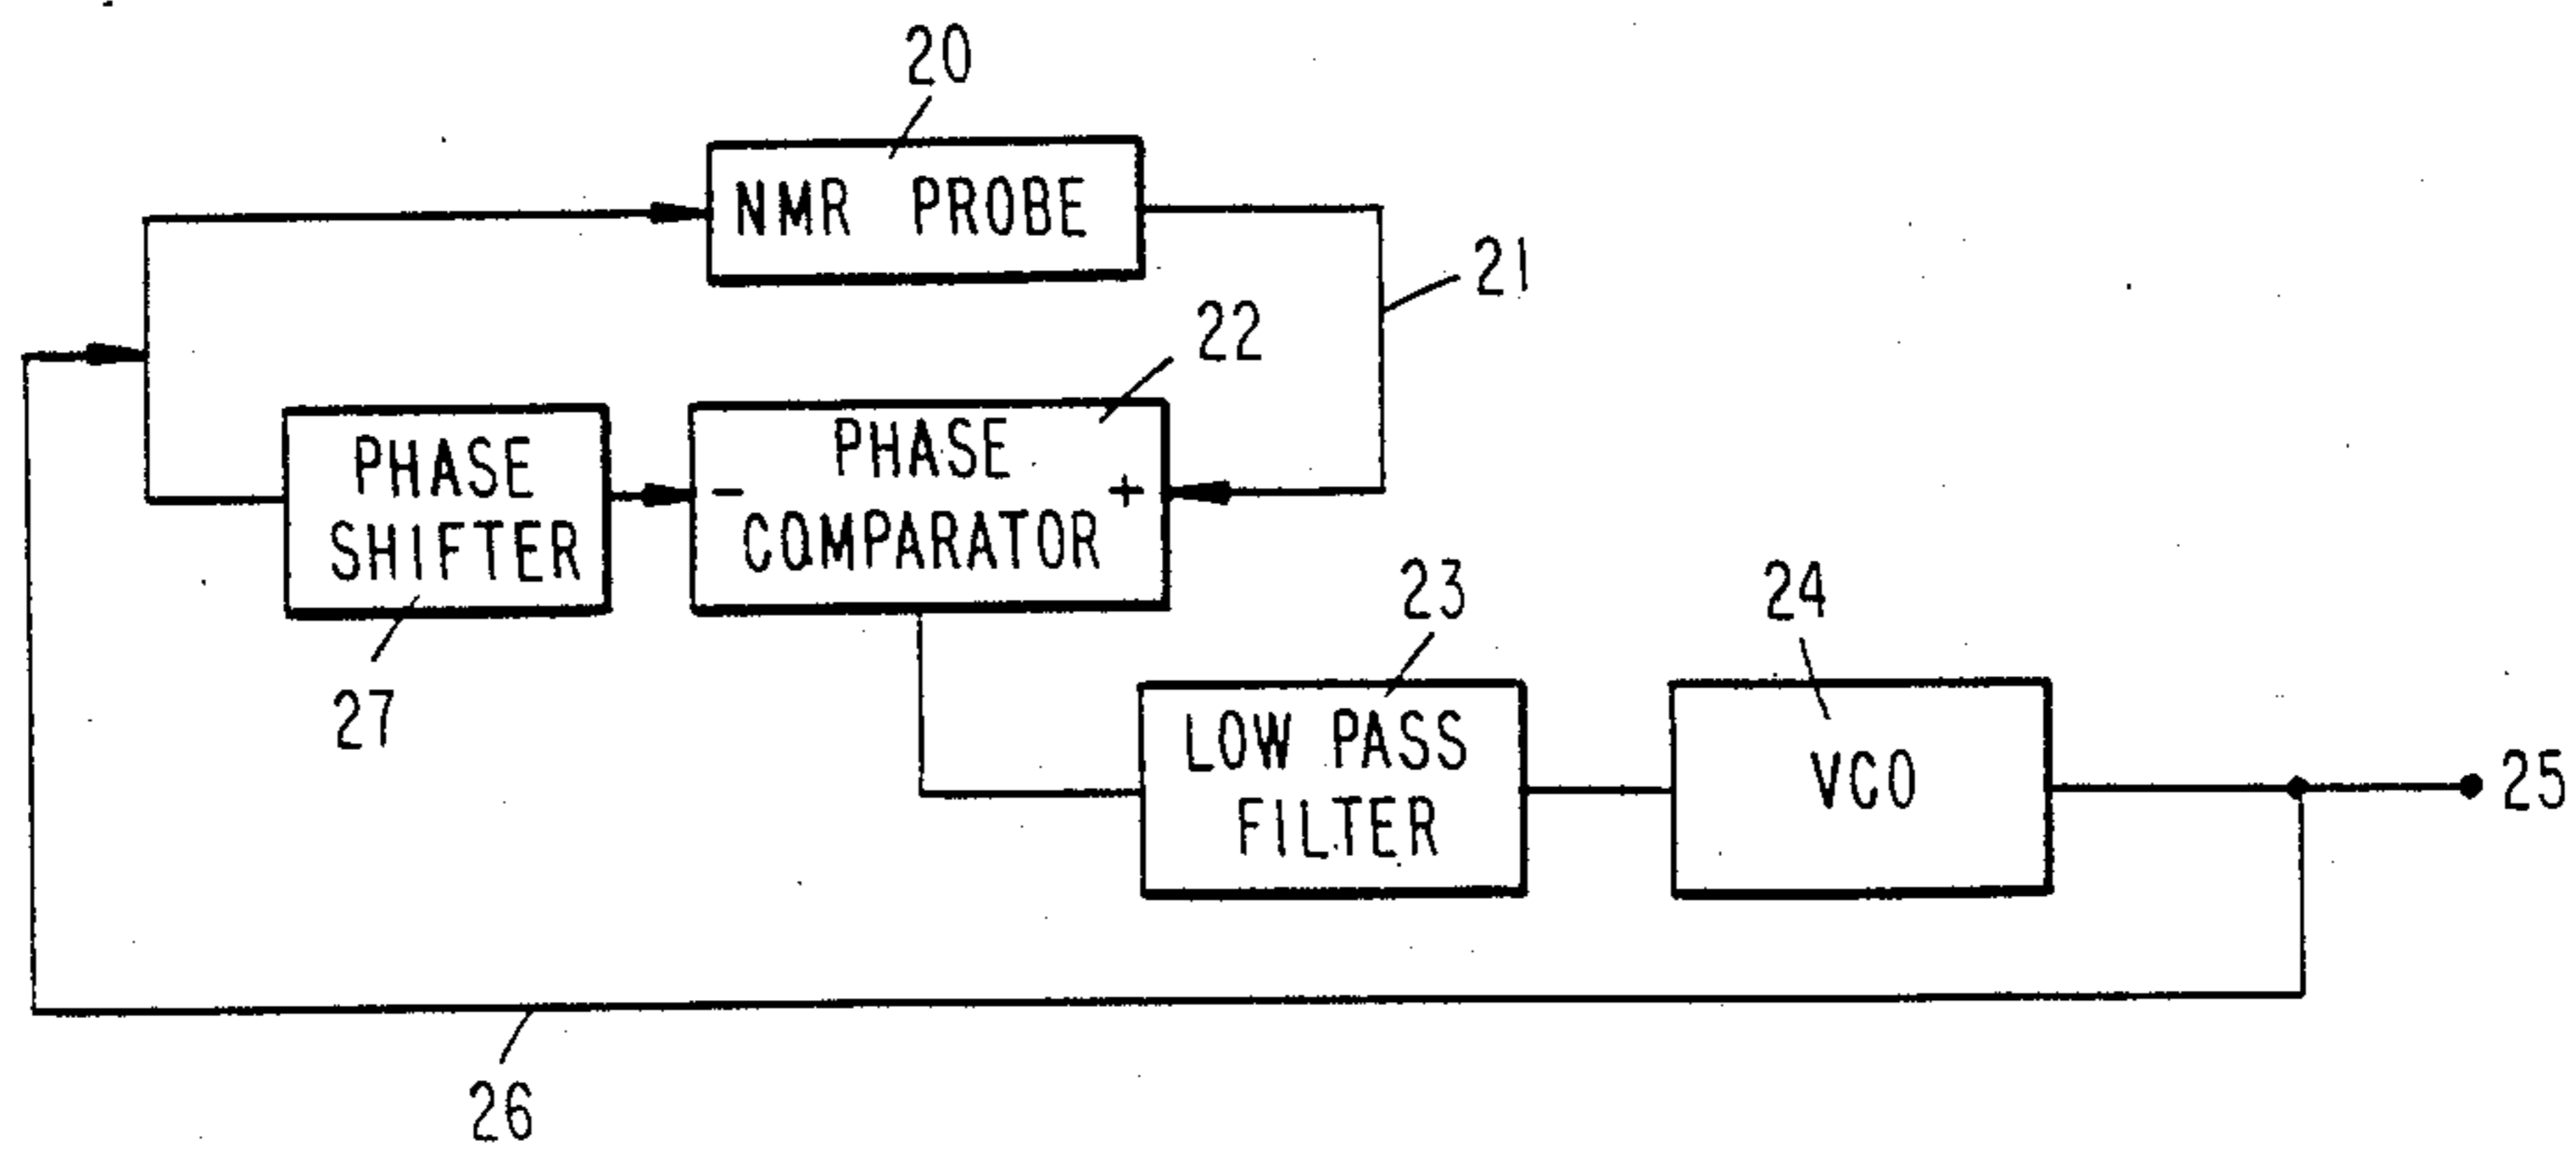 20
NMR PROBE
21
22
PHASE
COMPARATOR
-
+
PHASE
SHIFTER
27
23
LOW PASS
FILTER
24
VCO
25
26